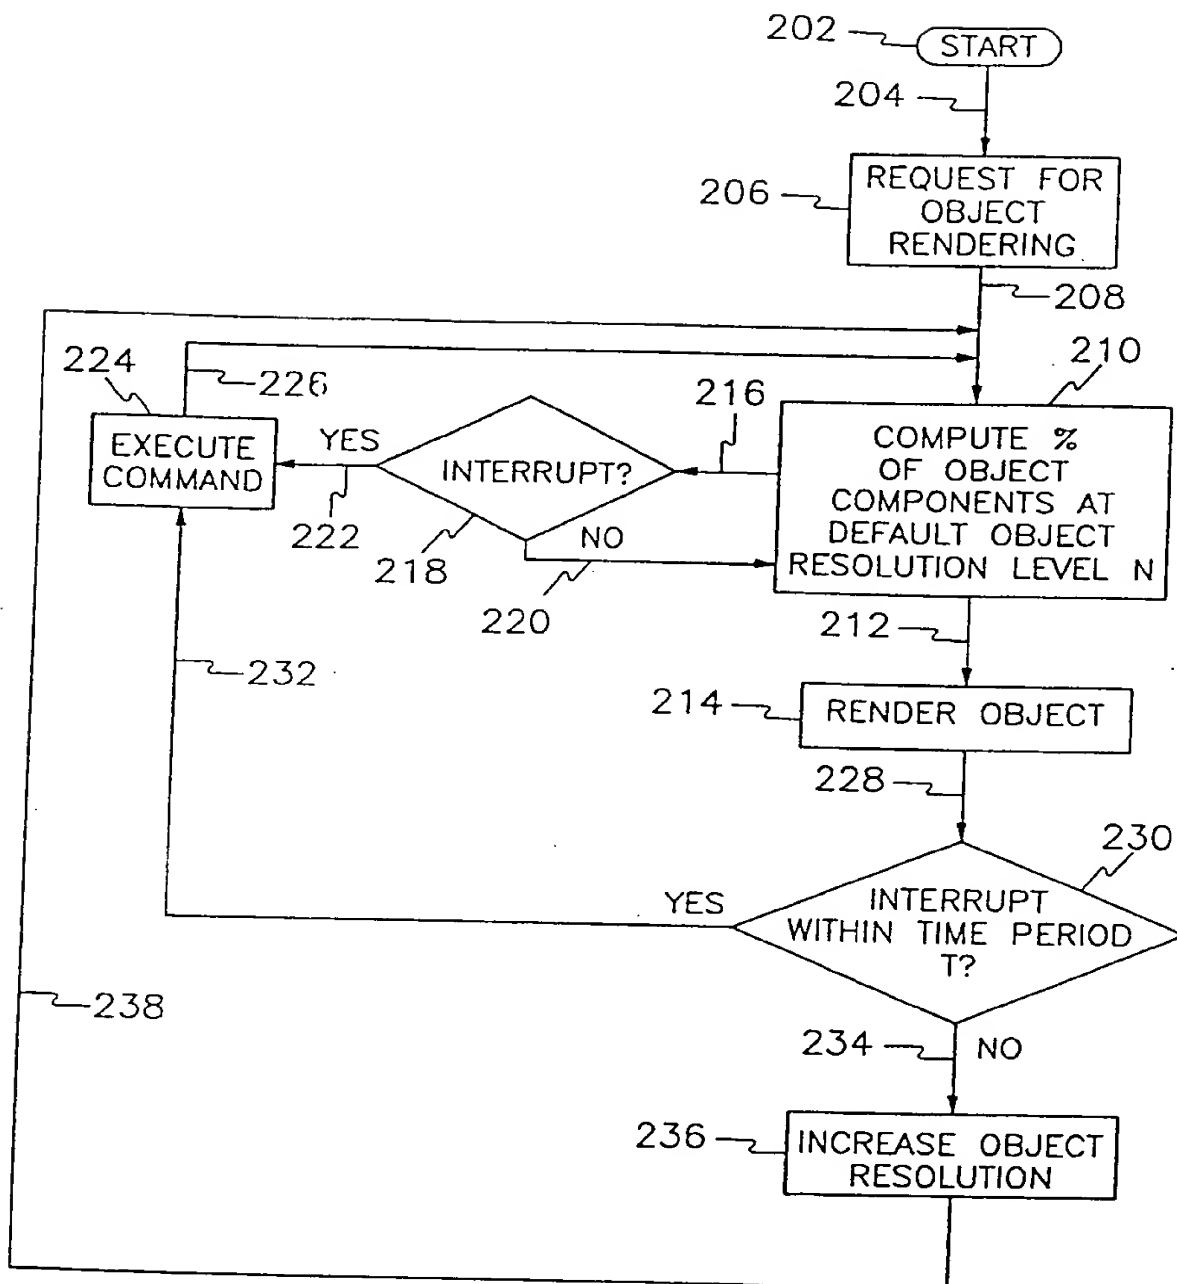 202
START
204
206
REQUEST FOR
OBJECT
RENDERING
208
210
224
226
216
EXECUTE
COMMAND
YES
INTERRUPT?
COMPUTE %
OF OBJECT
COMPONENTS AT
DEFAULT OBJECT
RESOLUTION LEVEL N
222
218
NO
220
212
232
214
RENDER OBJECT
228
230
YES
INTERRUPT
WITHIN TIME PERIOD
T?
238
234
NO
236
INCREASE OBJECT
RESOLUTION